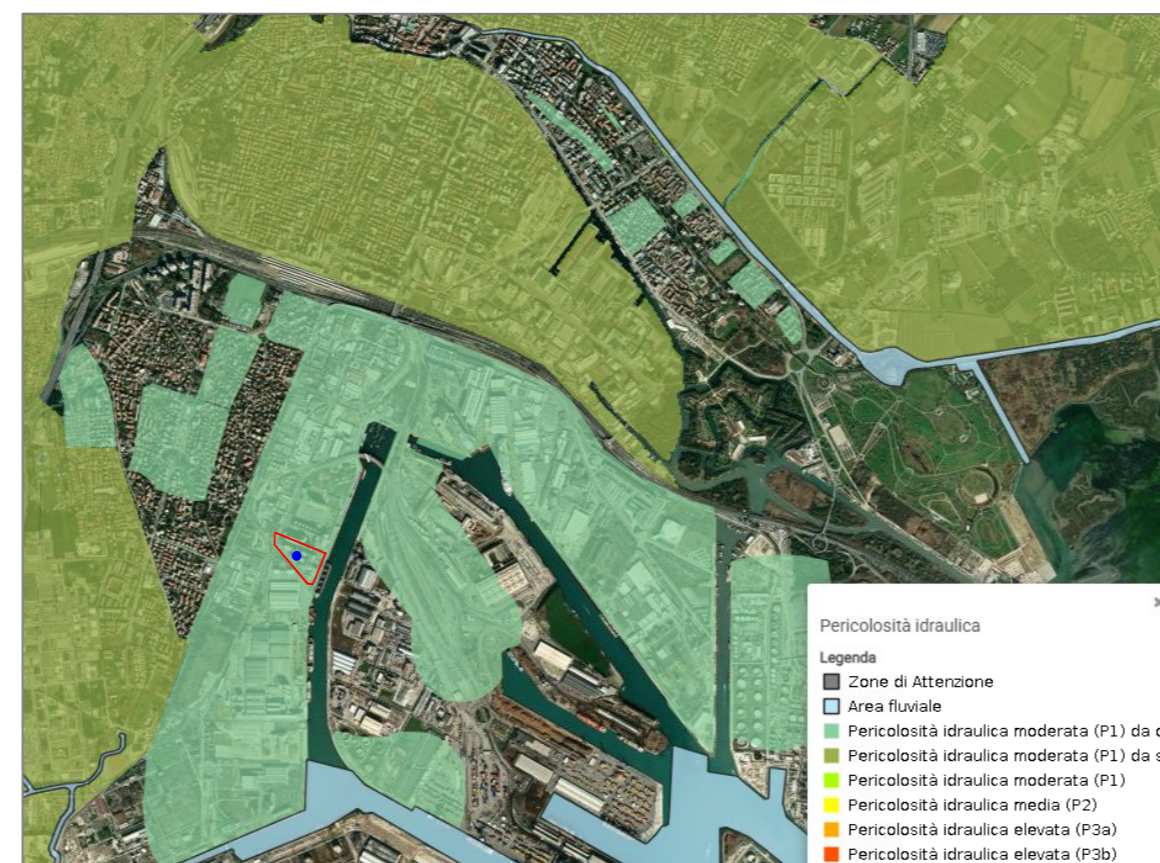 Pericolosità idraulica
Legenda
Zone di Attenzione
Area fluviale
Pericolosità idraulica moderata (P1) da
Pericolosità idraulica moderata (P1) da
Pericolosità idraulica moderata (P1)
Pericolosità idraulica media (P2)
Pericolosità idraulica elevata (P3a)
Pericolosità idraulica elevata (P3b)